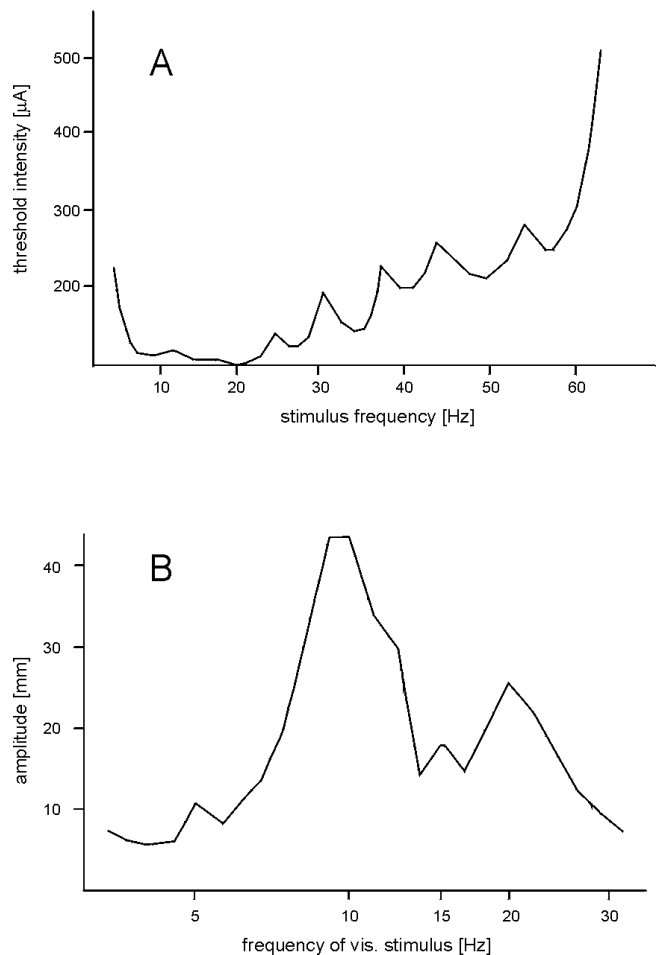 A
threshold intensity [µA]
500
400
300
200
10 20 30 40 50 60
stimulus frequency [Hz]
B
amplitude [mm]
40
30
20
10
5 10 15 20 30
frequency of vis. stimulus [Hz]